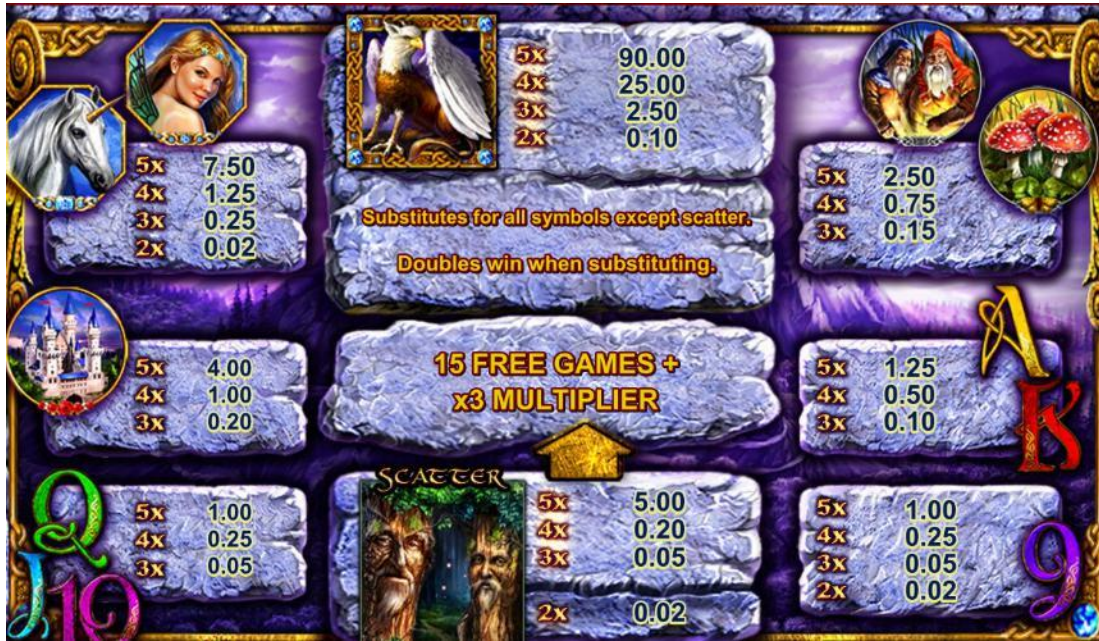 5x 90.00
4x 25.00
3x 2.50
2x 0.10
5x 7.50
4x 1.25
3x 0.25
2x 0.02
Substitutes for all symbols except scatter.
Doubles win when substituting.
5x 2.50
4x 0.75
3x 0.15
5x 4.00
4x 1.00
3x 0.20
15 FREE GAMES +
x3 MULTIPLIER
A
K
5x 1.25
4x 0.50
3x 0.10
Q
J
10
5x 1.00
4x 0.25
3x 0.05
SCATTER
5x 5.00
4x 0.20
3x 0.05
2x 0.02
5x 1.00
4x 0.25
3x 0.05
2x 0.02
9